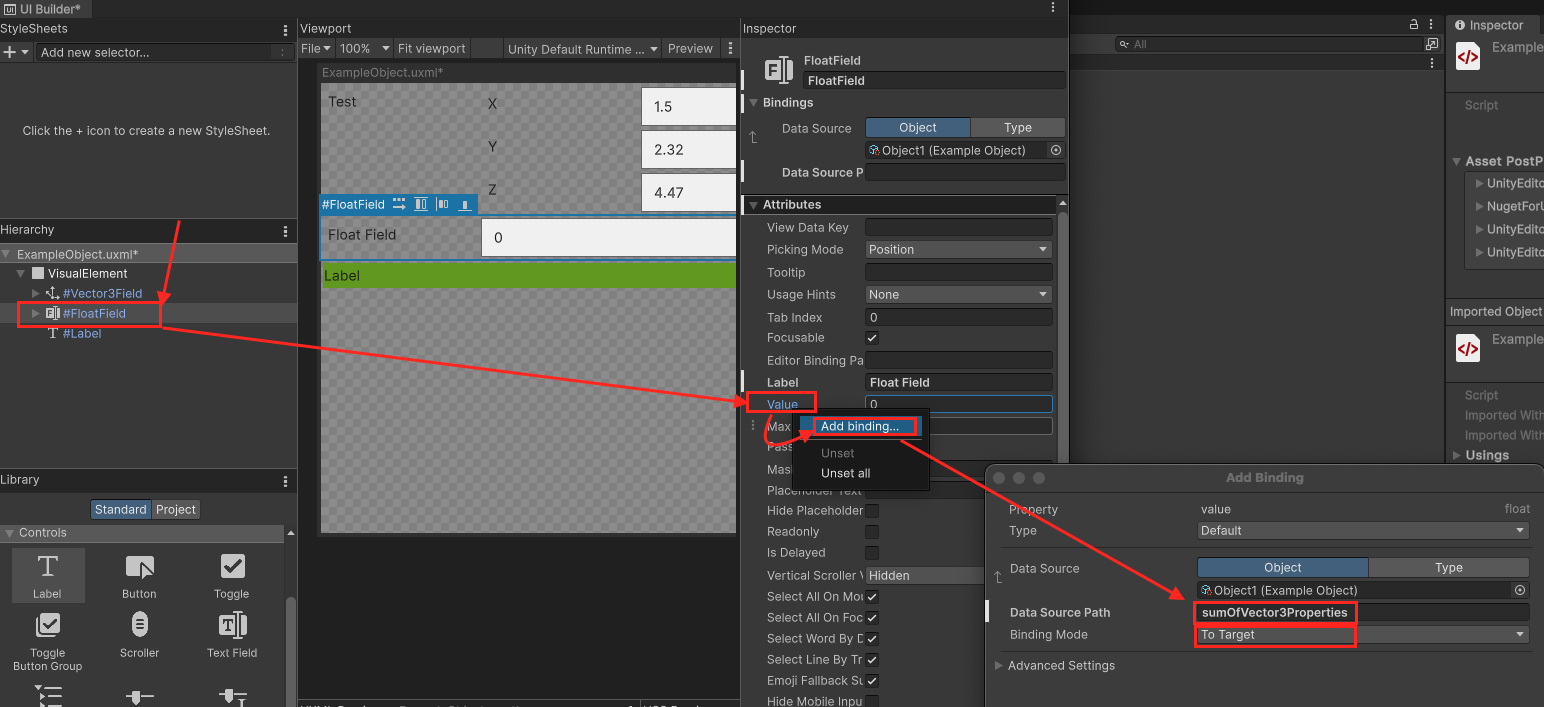 UI Builder*
StyleSheets
Add new selector...
Click the + icon to create a new StyleSheet.
Hierarchy
ExampleObject.uxml*
VisualElement
#Vector3Field
#FloatField
#Label
Library
Standard Project
Controls
Label
Button
Toggle
Toggle
Button Group
Scroller
Text Field
Viewport
File 100% Fit viewport Unity Default Runtime ... Preview
ExampleObject.uxml*
Test
X 1.5
Y 2.32
Z 4.47
#FloatField
Float Field 0
Label
Inspector
FloatField
FloatField
Bindings
Data Source Object Type
Object1 (Example Object)
Data Source P
Attributes
View Data Key
Picking Mode Position
Tooltip
Usage Hints None
Tab Index 0
Focusable
Editor Binding Pa
Label Float Field
Value 0
Max
Add binding...
Pass
Unset
Mas
Unset all
Placeholder Text
Hide Placeholder
Readonly
Is Delayed
Vertical Scroller V Hidden
Select All On Mou
Select All On Foc
Select Word By D
Select Line By Tr
Emoji Fallback Su
Hide Mobile Inpu
All
Inspector
Example
Script
Asset PostP
UnityEdito
NugetForU
UnityEdito
UnityEdito
Imported Object
Example
Script
Imported With
Imported With
Usings
Add Binding
Property value float
Type Default
Data Source Object Type
Object1 (Example Object)
Data Source Path sumOfVector3Properties
Binding Mode To Target
Advanced Settings